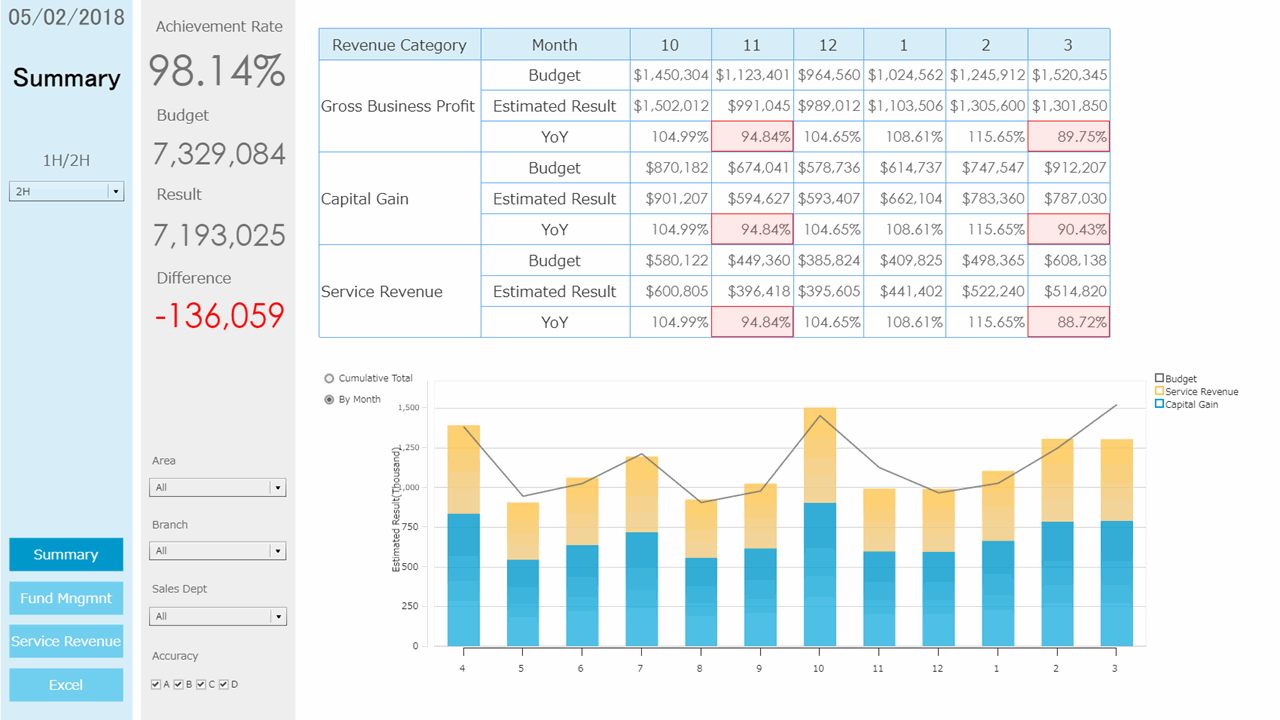 05/02/2018
Summary
1H/2H
2H
Summary
Fund Mngmnt
Service Revenue
Excel
Achievement Rate
98.14%
Budget
7,329,084
Result
7,193,025
Difference
-136,059
Area
All
Branch
All
Sales Dept
All
Accuracy
A B C D
Revenue Category Month 10 11 12 1 2 3
Gross Business Profit
Budget $1,450,304 $1,123,401 $964,560 $1,024,562 $1,245,912 $1,520,345
Estimated Result $1,502,012 $991,045 $989,012 $1,103,506 $1,305,600 $1,301,850
YoY 104.99% 94.84% 104.65% 108.61% 115.65% 89.75%
Capital Gain
Budget $870,182 $674,041 $578,736 $614,737 $747,547 $912,207
Estimated Result $901,207 $594,627 $593,407 $662,104 $783,360 $787,030
YoY 104.99% 94.84% 104.65% 108.61% 115.65% 90.43%
Service Revenue
Budget $580,122 $449,360 $385,824 $409,825 $498,365 $608,138
Estimated Result $600,805 $396,418 $395,605 $441,402 $522,240 $514,820
YoY 104.99% 94.84% 104.65% 108.61% 115.65% 88.72%
Cumulative Total
By Month
Estimated Result(Thousand)
1,500
1,250
1,000
750
500
250
0
4 5 6 7 8 9 10 11 12 1 2 3
Budget
Service Revenue
Capital Gain